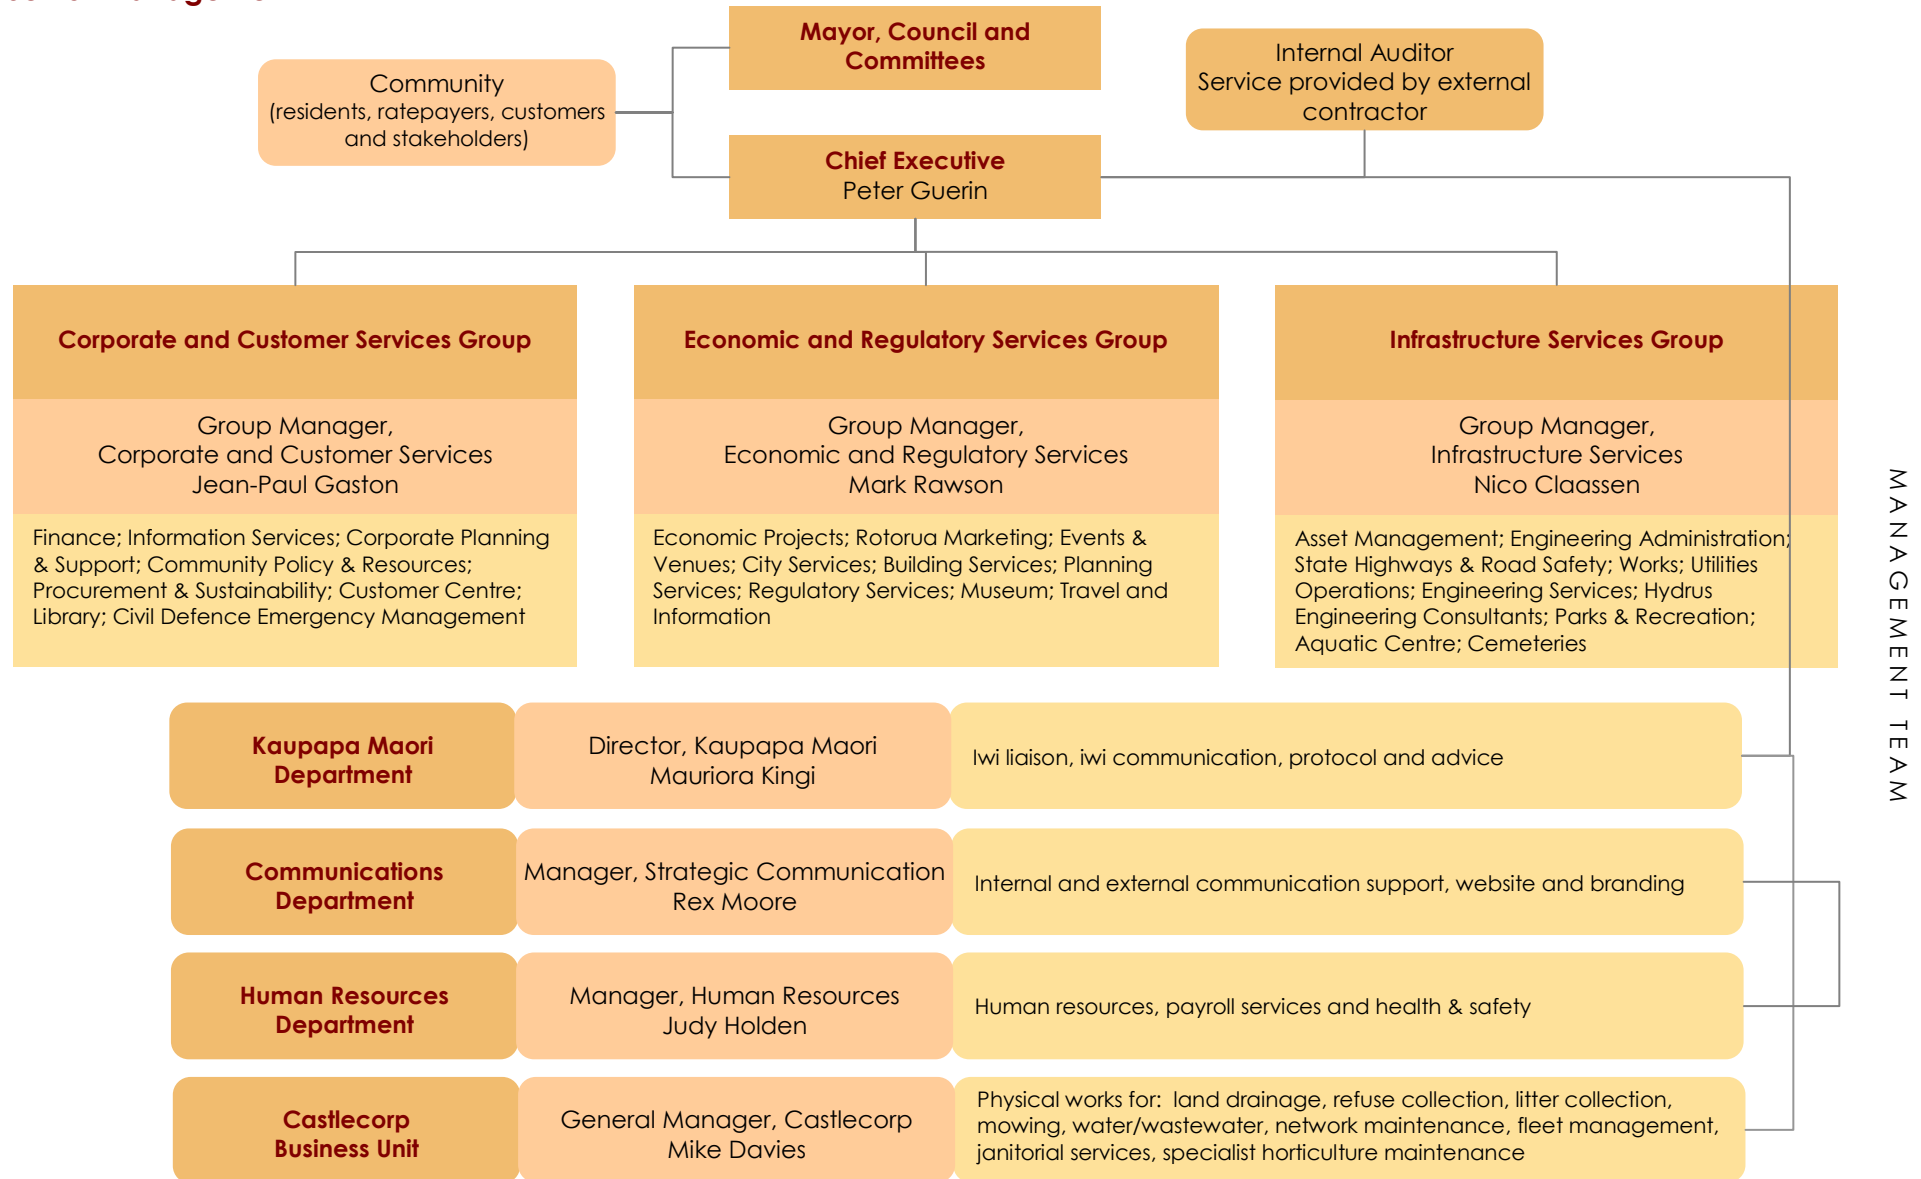 Mayor, Council and
Committees
Internal Auditor
Service provided by external
contractor
Community
(residents, ratepayers, customers
and stakeholders)
Chief Executive
Peter Guerin
Corporate and Customer Services Group
Group Manager,
Corporate and Customer Services
Jean-Paul Gaston
Finance; Information Services; Corporate Planning
& Support; Community Policy & Resources;
Procurement & Sustainability; Customer Centre;
Library; Civil Defence Emergency Management
Economic and Regulatory Services Group
Group Manager,
Economic and Regulatory Services
Mark Rawson
Economic Projects; Rotorua Marketing; Events &
Venues; City Services; Building Services; Planning
Services; Regulatory Services; Museum; Travel and
Information
Infrastructure Services Group
Group Manager,
Infrastructure Services
Nico Claassen
Asset Management; Engineering Administration;
State Highways & Road Safety; Works; Utilities
Operations; Engineering Services; Hydrus
Engineering Consultants; Parks & Recreation;
Aquatic Centre; Cemeteries
MANAGEMENT TEAM
Kaupapa Maori
Department
Director, Kaupapa Maori
Mauriora Kingi
Iwi liaison, iwi communication, protocol and advice
Communications
Department
Manager, Strategic Communication
Rex Moore
Internal and external communication support, website and branding
Human Resources
Department
Manager, Human Resources
Judy Holden
Human resources, payroll services and health & safety
Castlecorp
Business Unit
General Manager, Castlecorp
Mike Davies
Physical works for:  land drainage, refuse collection, litter collection,
mowing, water/wastewater, network maintenance, fleet management,
janitorial services, specialist horticulture maintenance